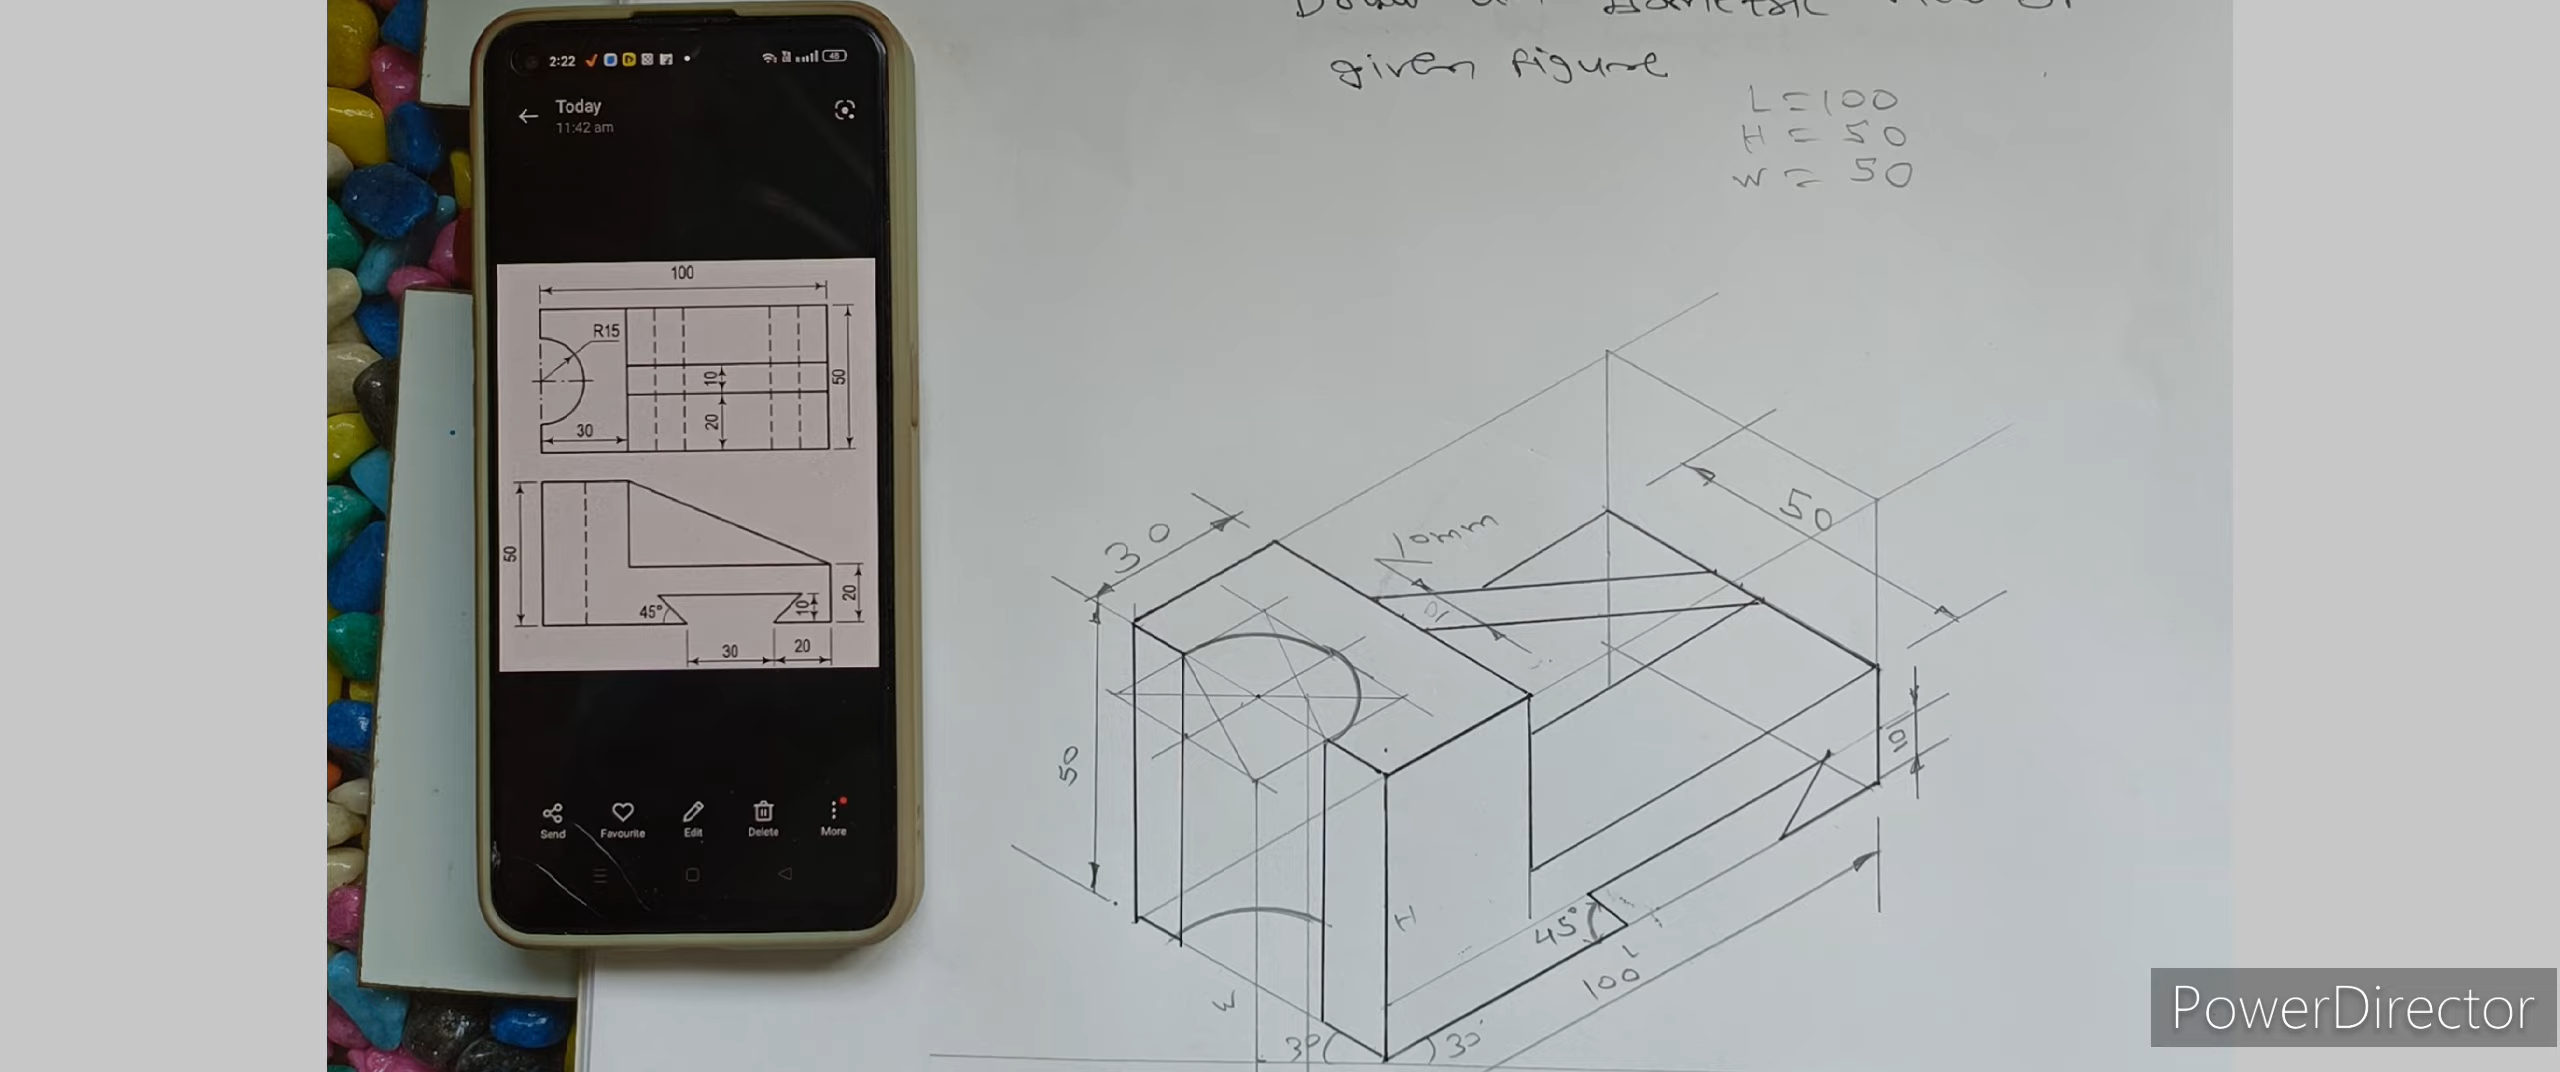 2:22
48
Today
11:42 am
100
R15
10
50
20
30
50
45°
10
20
30
20
Send
Favourite
Edit
Delete
More
given figure
L = 100
H = 50
W = 50
30
10mm
50
10
50
10
H
45°
L
100
W
30
30°
PowerDirector